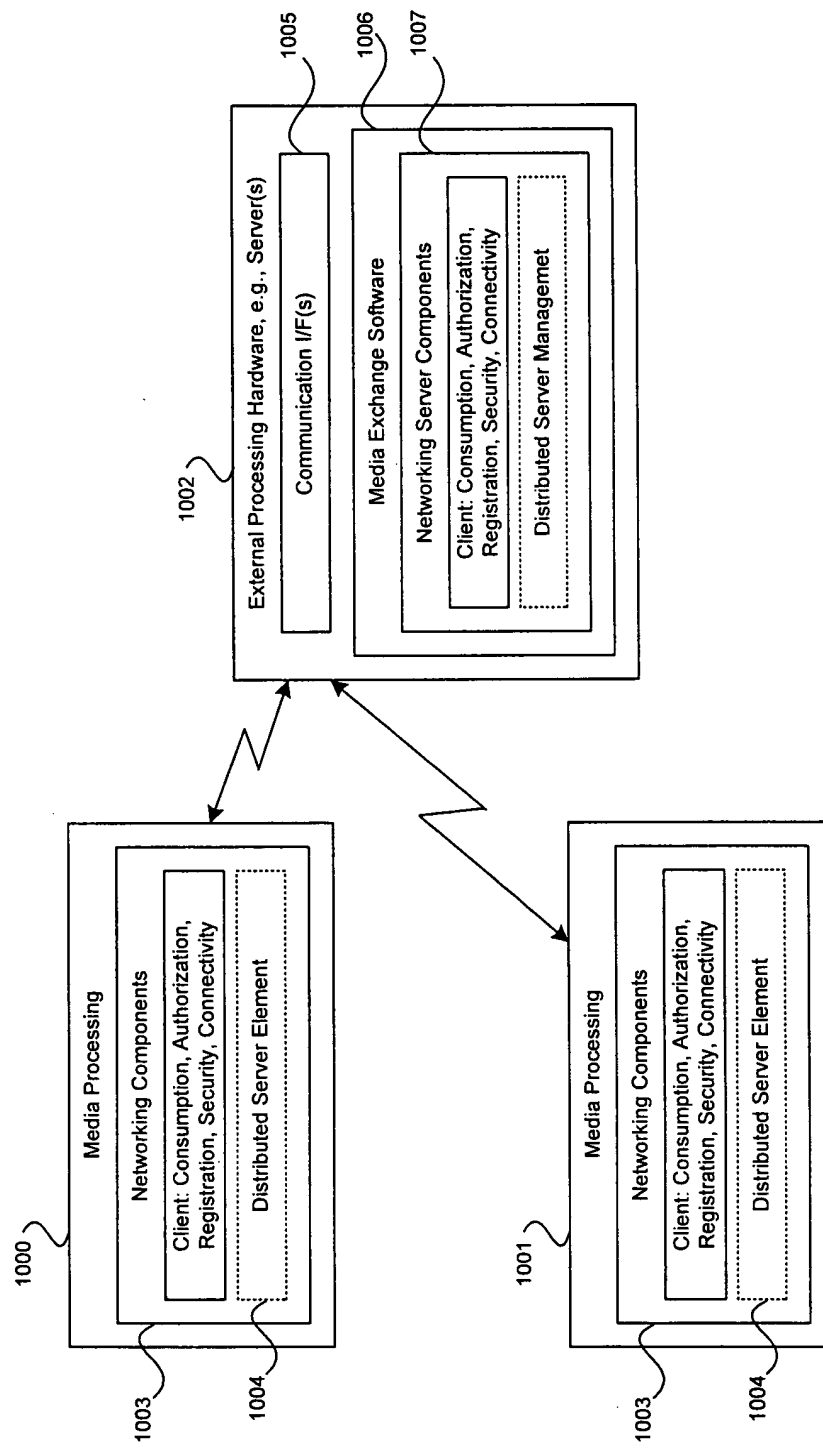 1000
Media Processing
Networking Components
Client: Consumption, Authorization,
Registration, Security, Connectivity
Distributed Server Element
1003
1004
1001
Media Processing
Networking Components
Client: Consumption, Authorization,
Registration, Security, Connectivity
Distributed Server Element
1003
1004
1002
External Processing Hardware, e.g., Server(s)
Communication I/F(s)
Media Exchange Software
Networking Server Components
Client: Consumption, Authorization,
Registration, Security, Connectivity
Distributed Server Managemet
1005
1006
1007